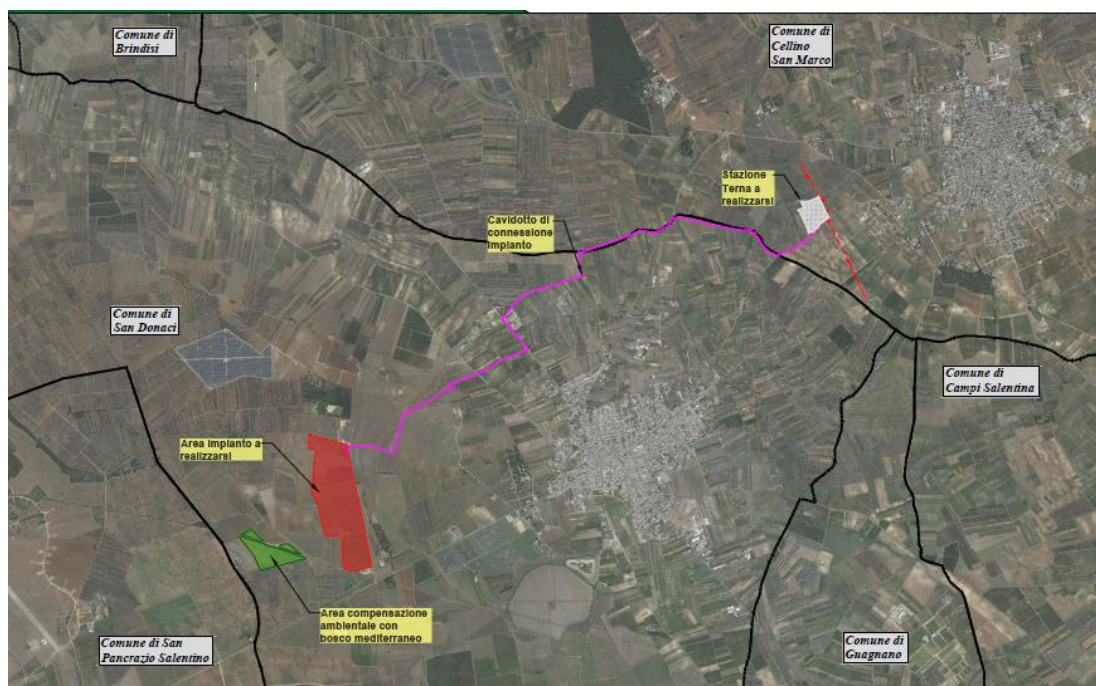 Comune di
Brindisi
Comune di
Cellino
San Marco
Stazione
Terna a
realizzarsi
Cavidotto di
connessione
impianto
Comune di
San Donaci
Comune di
Campi Salentina
Area impianto a
realizzarsi
Area compensazione
ambientale con
bosco mediterraneo
Comune di San
Pancrazio Salentino
Comune di
Guagnano